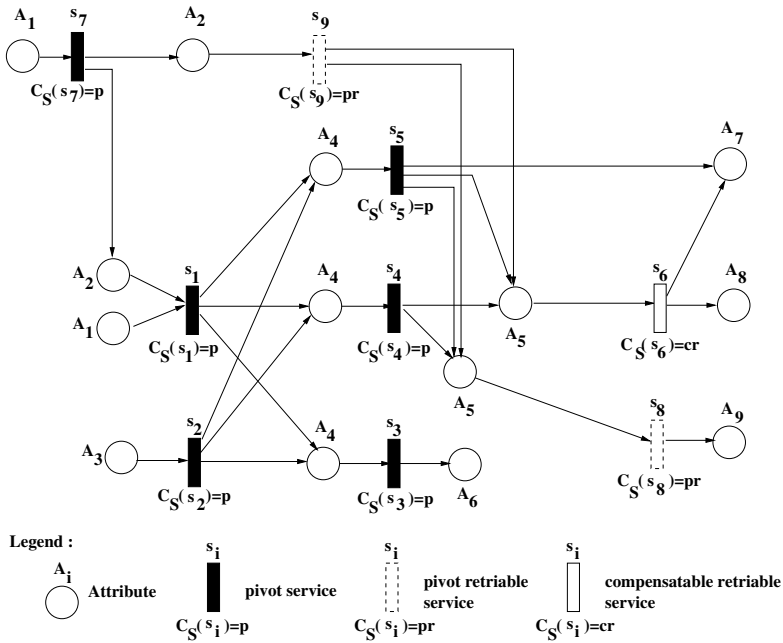 A1 s7 A2 s9
CS(s7)=p CS(s9)=pr
A4 s5 A7
CS(s5)=p
A2 s1 A4 s4 s6 A8
A1 A5
CS(s1)=p CS(s4)=p CS(s6)=cr
A5
A3 s2 A4 s3 s8 A9
CS(s2)=p CS(s3)=p A6 CS(s8)=pr
Legend :
Ai Attribute
si pivot service
CS(si)=p
si pivot retriable
service
CS(si)=pr
si compensatable retriable
service
CS(si)=cr